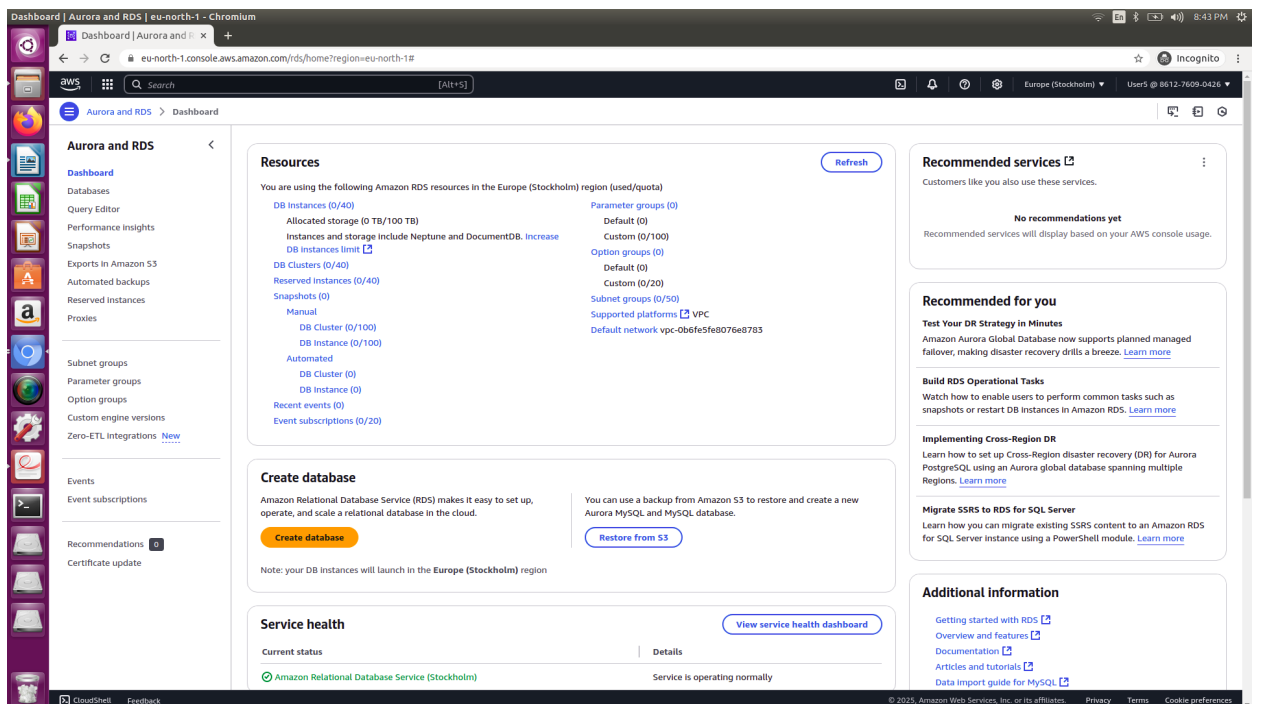 Dashboard | Aurora and RDS | eu-north-1 - Chromium
En
8:43 PM
Dashboard | Aurora and R
eu-north-1.console.aws.amazon.com/rds/home?region=eu-north-1#
Incognito
aws
Search
[Alt+S]
Europe (Stockholm)
User5 @ 8612-7609-0426
Aurora and RDS > Dashboard
Aurora and RDS
Dashboard
Databases
Query Editor
Performance insights
Snapshots
Exports in Amazon S3
Automated backups
Reserved instances
Proxies
Subnet groups
Parameter groups
Option groups
Custom engine versions
Zero-ETL integrations New
Events
Event subscriptions
Recommendations 0
Certificate update
Resources
Refresh
You are using the following Amazon RDS resources in the Europe (Stockholm) region (used/quota)
DB Instances (0/40)
Allocated storage (0 TB/100 TB)
Instances and storage include Neptune and DocumentDB. Increase
DB instances limit
DB Clusters (0/40)
Reserved instances (0/40)
Snapshots (0)
Manual
DB Cluster (0/100)
DB Instance (0/100)
Automated
DB Cluster (0)
DB Instance (0)
Recent events (0)
Event subscriptions (0/20)
Parameter groups (0)
Default (0)
Custom (0/100)
Option groups (0)
Default (0)
Custom (0/20)
Subnet groups (0/50)
Supported platforms VPC
Default network vpc-0b6fe5fe8076e8783
Create database
Amazon Relational Database Service (RDS) makes it easy to set up,
operate, and scale a relational database in the cloud.
Create database
You can use a backup from Amazon S3 to restore and create a new
Aurora MySQL and MySQL database.
Restore from S3
Note: your DB instances will launch in the Europe (Stockholm) region
Service health
View service health dashboard
Current status
Details
Amazon Relational Database Service (Stockholm)
Service is operating normally
Recommended services
Customers like you also use these services.
No recommendations yet
Recommended services will display based on your AWS console usage.
Recommended for you
Test Your DR Strategy in Minutes
Amazon Aurora Global Database now supports planned managed
failover, making disaster recovery drills a breeze. Learn more
Build RDS Operational Tasks
Watch how to enable users to perform common tasks such as
snapshots or restart DB instances in Amazon RDS. Learn more
Implementing Cross-Region DR
Learn how to set up Cross-Region disaster recovery (DR) for Aurora
PostgreSQL using an Aurora global database spanning multiple
Regions. Learn more
Migrate SSRS to RDS for SQL Server
Learn how you can migrate existing SSRS content to an Amazon RDS
for SQL Server instance using a PowerShell module. Learn more
Additional information
Getting started with RDS
Overview and features
Documentation
Articles and tutorials
Data import guide for MySQL
CloudShell
Feedback
© 2025, Amazon Web Services, Inc. or its affiliates.
Privacy
Terms
Cookie preferences